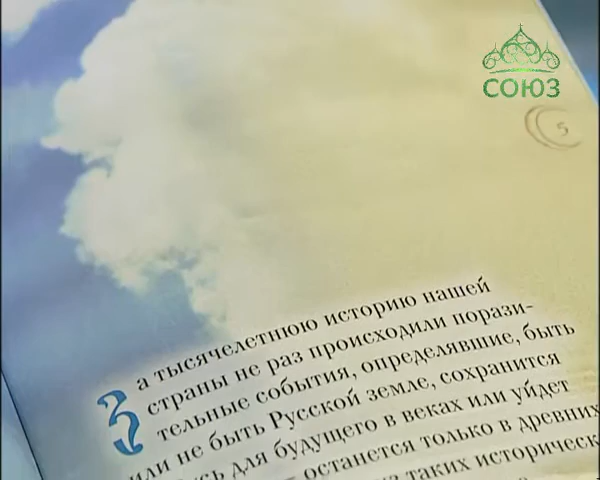 СОЮЗ
5
За тысячелетнюю историю нашей
страны не раз происходили порази-
тельные события, определявшие, быть
или не быть Русской земле, сохранится
для будущего в веках или уйдет
останется только в древних
таких историческ